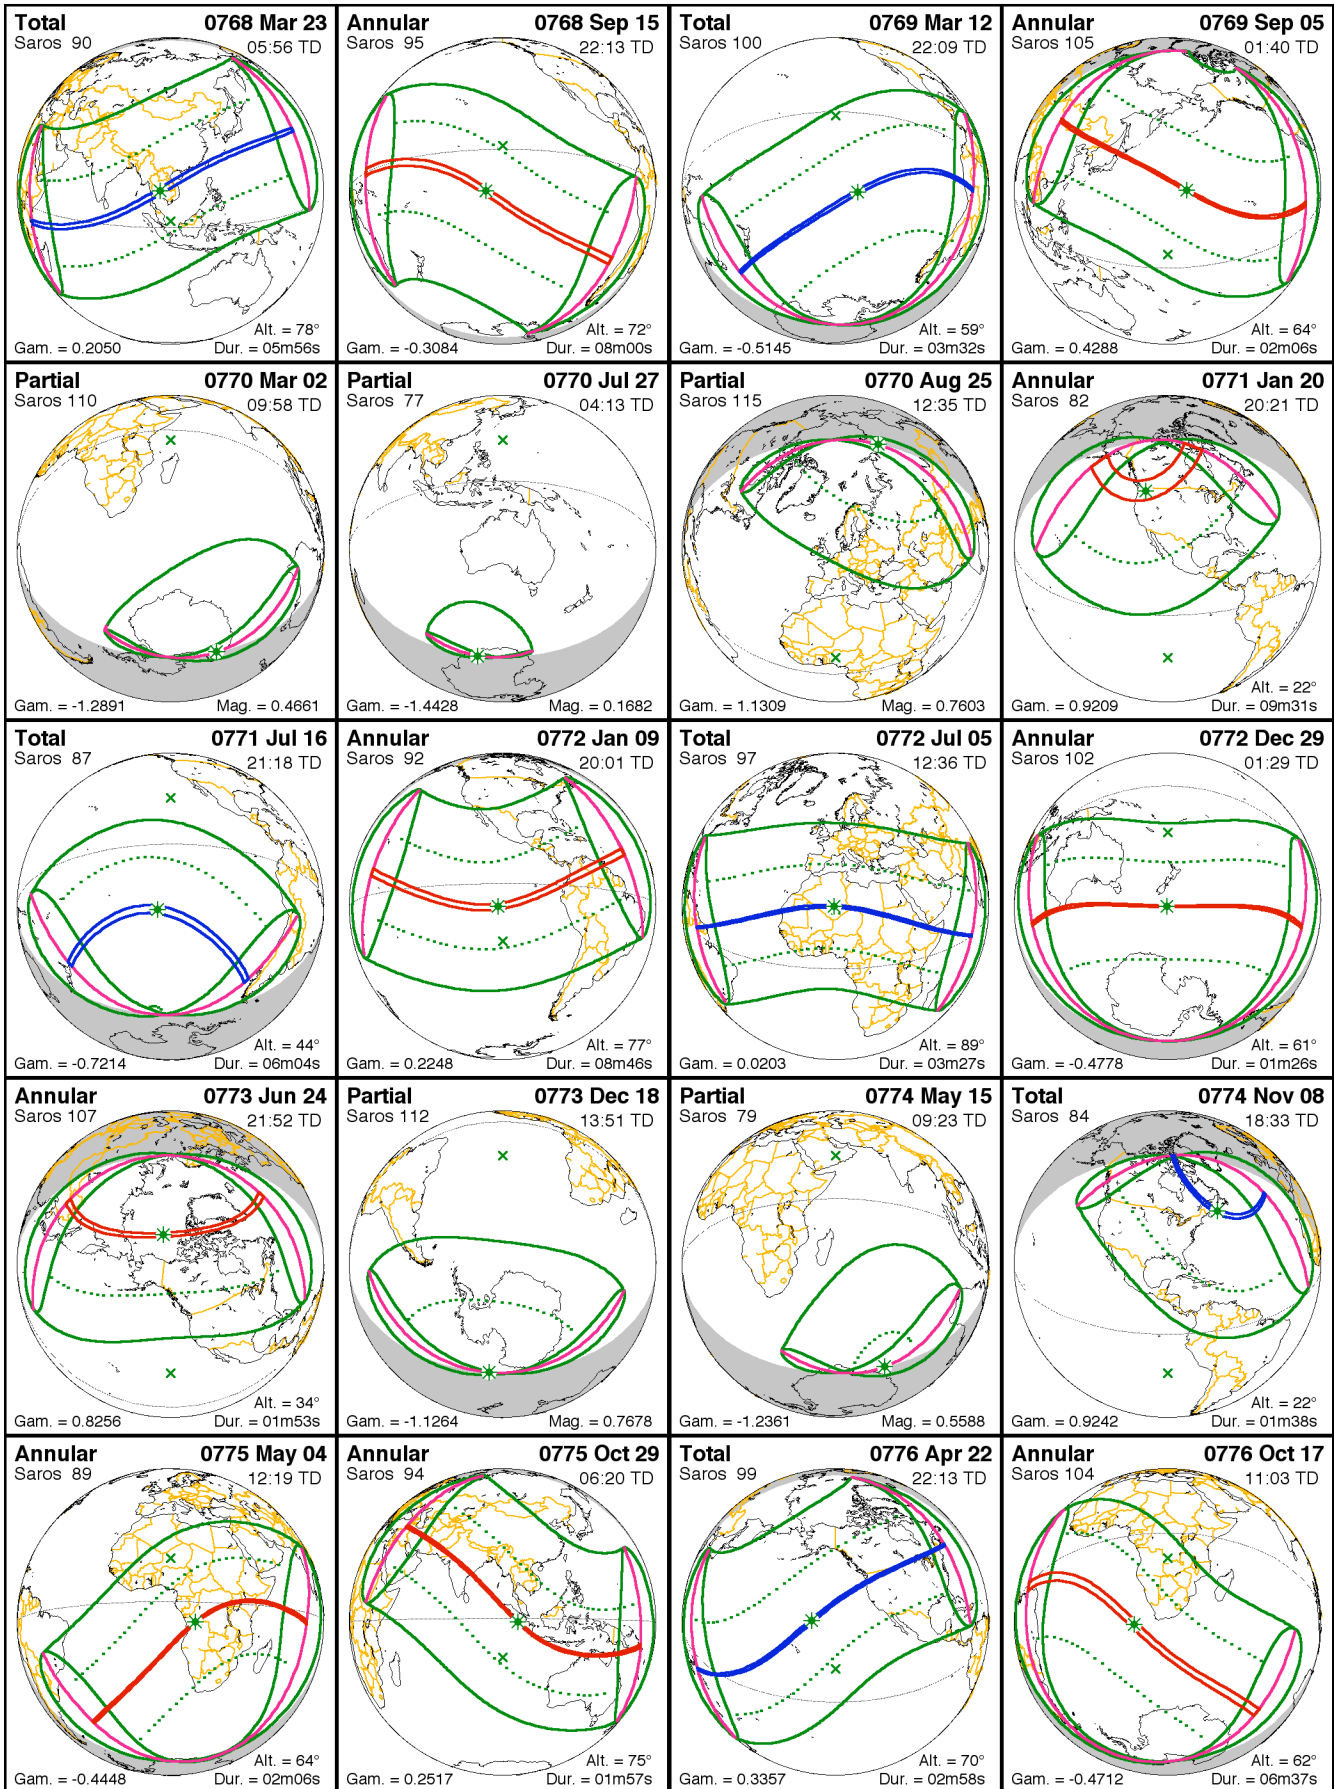 Total 0768 Mar 23
Saros 90 05:56 TD
Alt. = 78°
Gam. = 0.2050 Dur. = 05m56s
Annular 0768 Sep 15
Saros 95 22:13 TD
Alt. = 72°
Gam. = -0.3084 Dur. = 08m00s
Total 0769 Mar 12
Saros 100 22:09 TD
Alt. = 59°
Gam. = -0.5145 Dur. = 03m32s
Annular 0769 Sep 05
Saros 105 01:40 TD
Alt. = 64°
Gam. = 0.4288 Dur. = 02m06s
Partial 0770 Mar 02
Saros 110 09:58 TD
Gam. = -1.2891 Mag. = 0.4661
Partial 0770 Jul 27
Saros 77 04:13 TD
Gam. = -1.4428 Mag. = 0.1682
Partial 0770 Aug 25
Saros 115 12:35 TD
Gam. = 1.1309 Mag. = 0.7603
Annular 0771 Jan 20
Saros 82 20:21 TD
Alt. = 22°
Gam. = 0.9209 Dur. = 09m31s
Total 0771 Jul 16
Saros 87 21:18 TD
Alt. = 44°
Gam. = -0.7214 Dur. = 06m04s
Annular 0772 Jan 09
Saros 92 20:01 TD
Alt. = 77°
Gam. = 0.2248 Dur. = 08m46s
Total 0772 Jul 05
Saros 97 12:36 TD
Alt. = 89°
Gam. = 0.0203 Dur. = 03m27s
Annular 0772 Dec 29
Saros 102 01:29 TD
Alt. = 61°
Gam. = -0.4778 Dur. = 01m26s
Annular 0773 Jun 24
Saros 107 21:52 TD
Alt. = 34°
Gam. = 0.8256 Dur. = 01m53s
Partial 0773 Dec 18
Saros 112 13:51 TD
Gam. = -1.1264 Mag. = 0.7678
Partial 0774 May 15
Saros 79 09:23 TD
Gam. = -1.2361 Mag. = 0.5588
Total 0774 Nov 08
Saros 84 18:33 TD
Alt. = 22°
Gam. = 0.9242 Dur. = 01m38s
Annular 0775 May 04
Saros 89 12:19 TD
Alt. = 64°
Gam. = -0.4448 Dur. = 02m06s
Annular 0775 Oct 29
Saros 94 06:20 TD
Alt. = 75°
Gam. = 0.2517 Dur. = 01m57s
Total 0776 Apr 22
Saros 99 22:13 TD
Alt. = 70°
Gam. = 0.3357 Dur. = 02m58s
Annular 0776 Oct 17
Saros 104 11:03 TD
Alt. = 62°
Gam. = -0.4712 Dur. = 06m37s